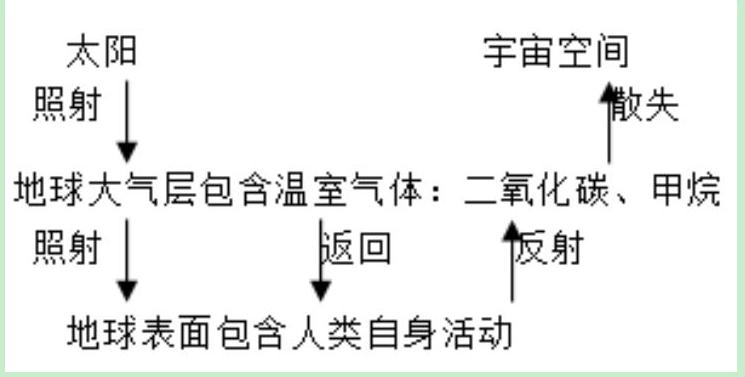 太阳 宇宙空间
照射 散失
地球大气层包含温室气体：二氧化碳、甲烷
照射 返回 反射
地球表面包含人类自身活动